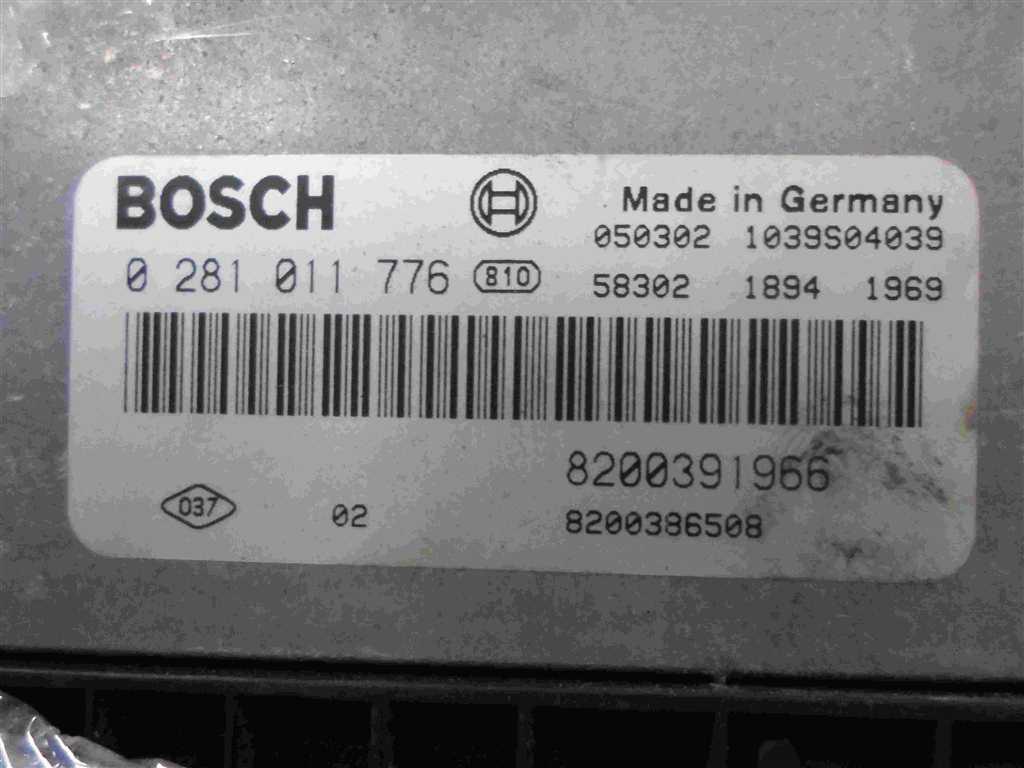 BOSCH
Made in Germany
050302 1039S04039
0 281 011 776 810
58302 1894 1969
8200391966
037 02 8200386508